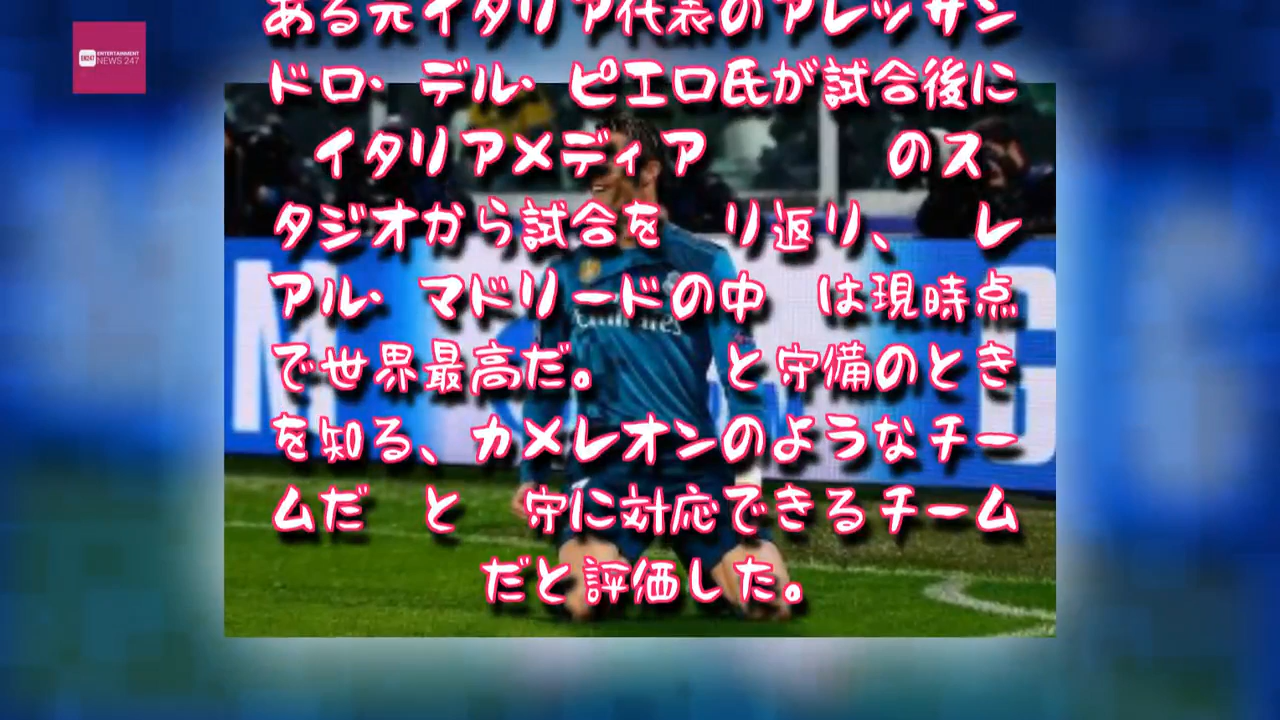 ENTERTAINMENT
NEWS 247
ある元イタリア代表のアレッサン
ドロ・デル・ピエロ氏が試合後に
イタリアメディア のス
タジオから試合を り返り、 レ
アル・マドリードの中 は現時点
で世界最高だ。 と守備のとき
を知る、カメレオンのようなチー
ムだ と 守に対応できるチーム
だと評価した。